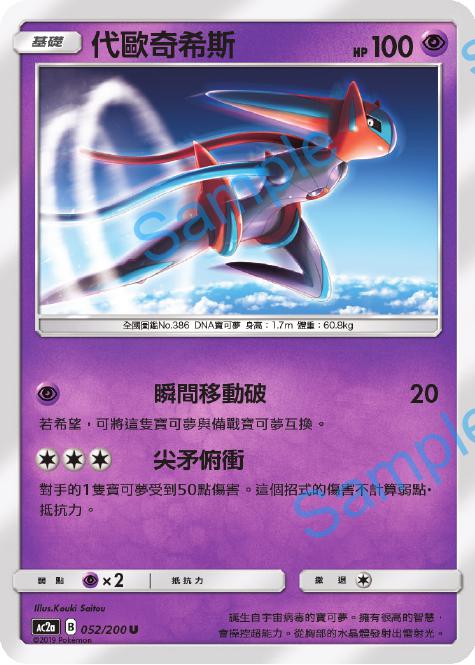 基礎 代歐奇希斯 HP 100
Sample
全國圖鑑No.386 DNA寶可夢 身高：1.7m 體重：60.8kg
瞬間移動破 20
若希望，可將這隻寶可夢與備戰寶可夢互換。
尖矛俯衝
對手的1隻寶可夢受到50點傷害。這個招式的傷害不計算弱點・
抵抗力。
Sample
弱點 ×2 抵抗力 撤退
Illus.Kouki Saitou
AC2a B 052/200 U
©2019 Pokémon
誕生自宇宙病毒的寶可夢。擁有很高的智慧，
會操控超能力。從胸部的水晶體發射出雷射光。